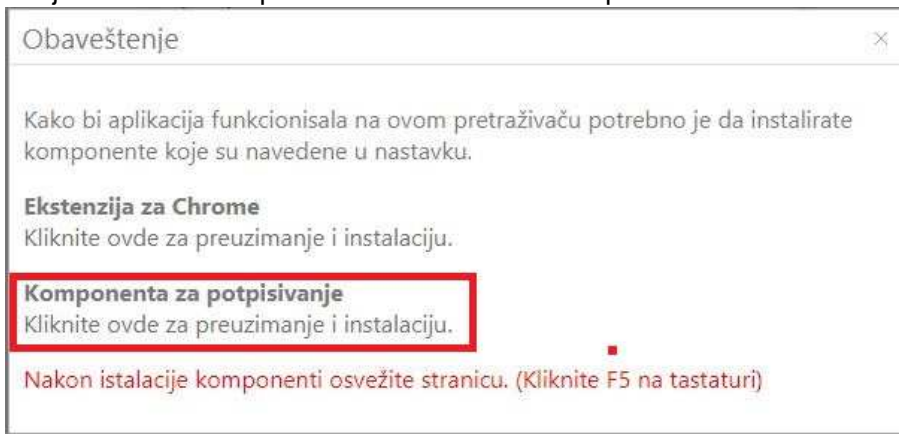 Obaveštenje
Kako bi aplikacija funkcionisala na ovom pretraživaču potrebno je da instalirate
komponente koje su navedene u nastavku.
Ekstenzija za Chrome
Kliknite ovde za preuzimanje i instalaciju.
Komponenta za potpisivanje
Kliknite ovde za preuzimanje i instalaciju.
Nakon istalacije komponenti osvežite stranicu. (Kliknite F5 na tastaturi)